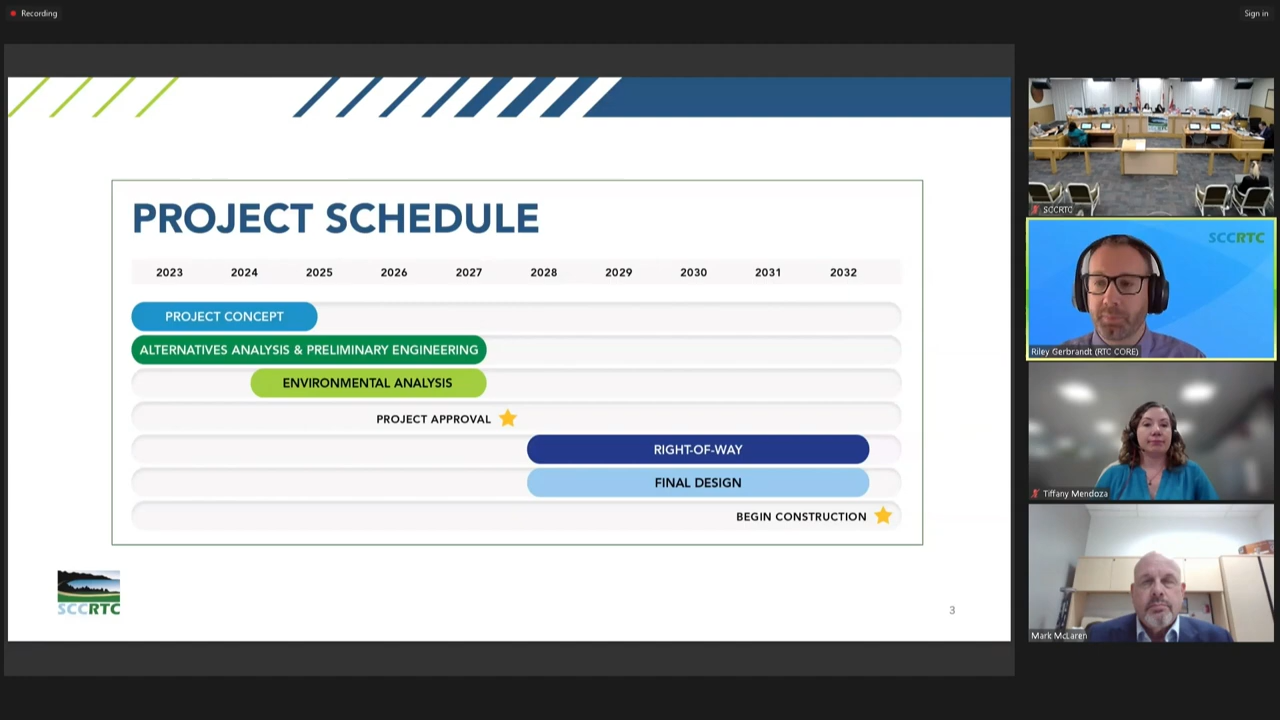 Recording
Sign in
PROJECT SCHEDULE
2023 2024 2025 2026 2027 2028 2029 2030 2031 2032
PROJECT CONCEPT
ALTERNATIVES ANALYSIS & PRELIMINARY ENGINEERING
ENVIRONMENTAL ANALYSIS
PROJECT APPROVAL
RIGHT-OF-WAY
FINAL DESIGN
BEGIN CONSTRUCTION
SCCRTC
3
SCCRTC
SCCRTC
Riley Gerbrandt (RTC CORE)
Tiffany Mendoza
Mark McLaren